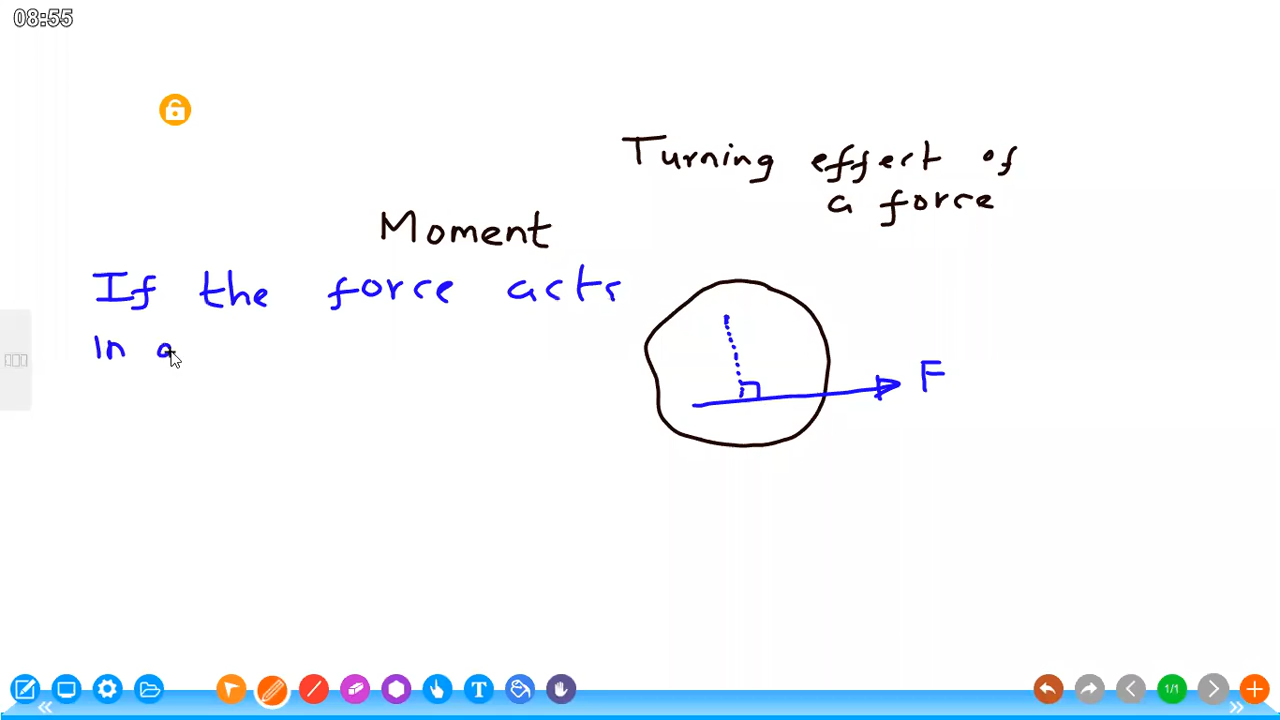 08:55
Turning effect of
a force
Moment
If the force acts
In a
F
1/1